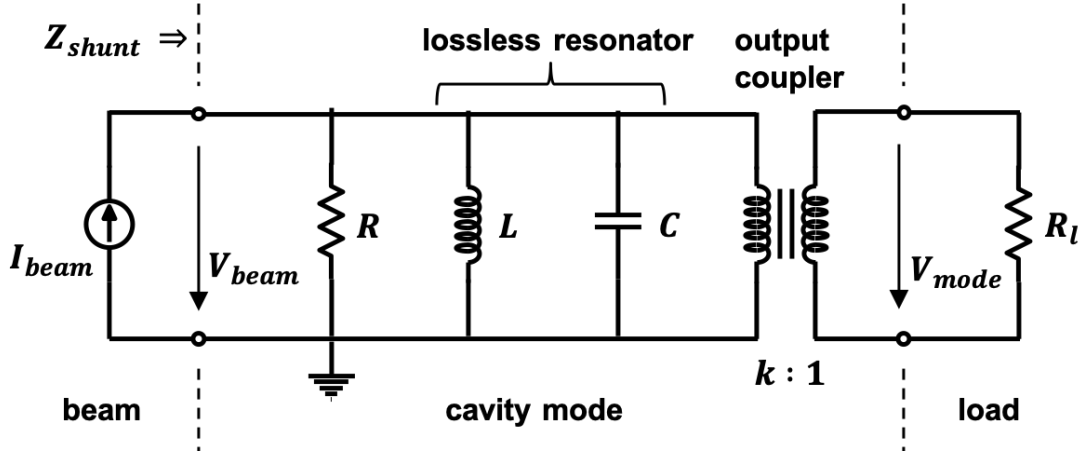 Z_shunt ⇒
lossless resonator
output
coupler
I_beam
V_beam
R
L
C
V_mode
R_l
k : 1
beam
cavity mode
load